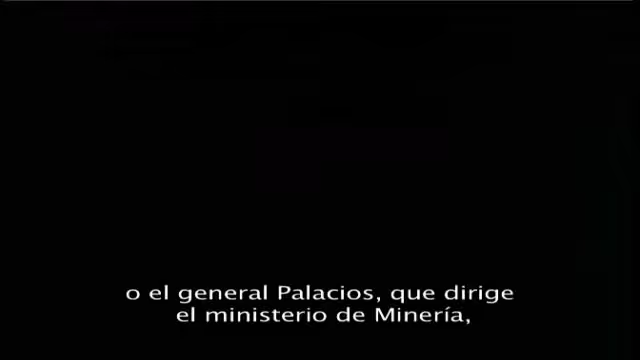 o el general Palacios, que dirige
el ministerio de Minería,